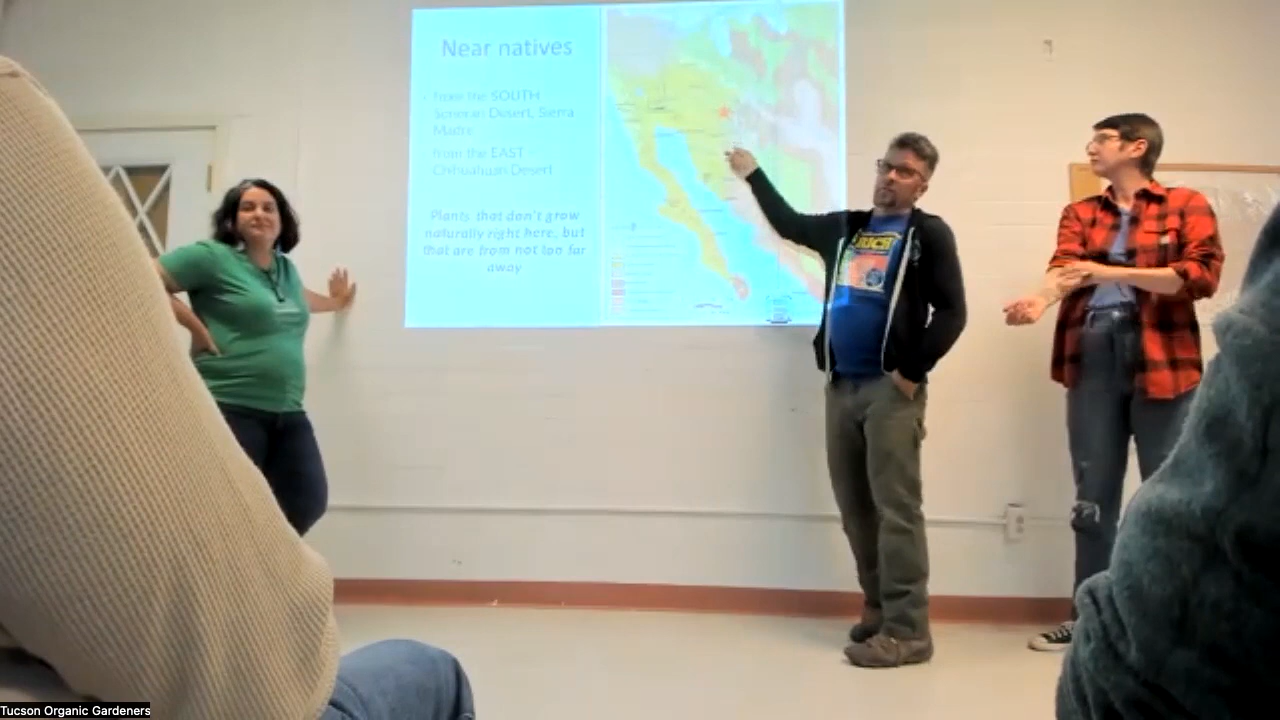 Near natives
• from the SOUTH
Sonoran Desert, Sierra
Madre
from the EAST -
Chihuahuan Desert
Plants that don't grow
naturally right here, but
that are from not too far
away
RICH
Tucson Organic Gardeners